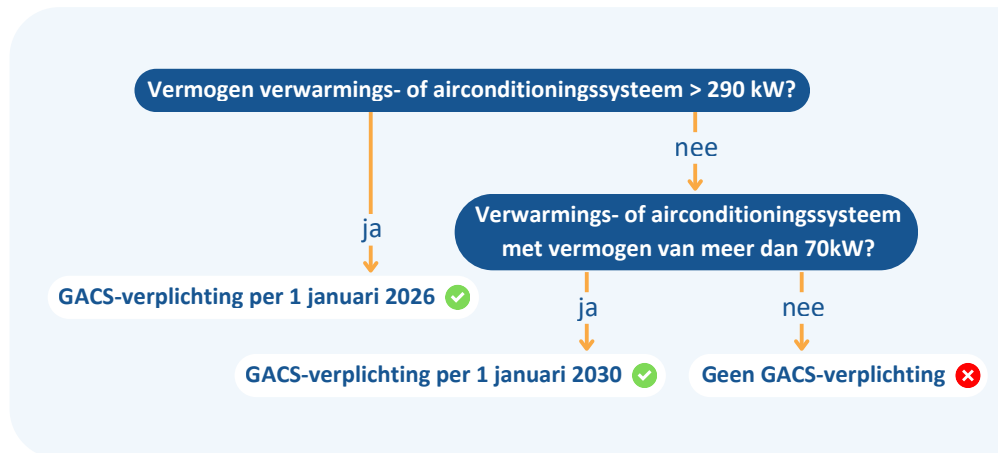 Vermogen verwarmings- of airconditioningssysteem > 290 kW?
nee
Verwarmings- of airconditioningssysteem
met vermogen van meer dan 70kW?
ja
GACS-verplichting per 1 januari 2026
ja
nee
GACS-verplichting per 1 januari 2030
Geen GACS-verplichting